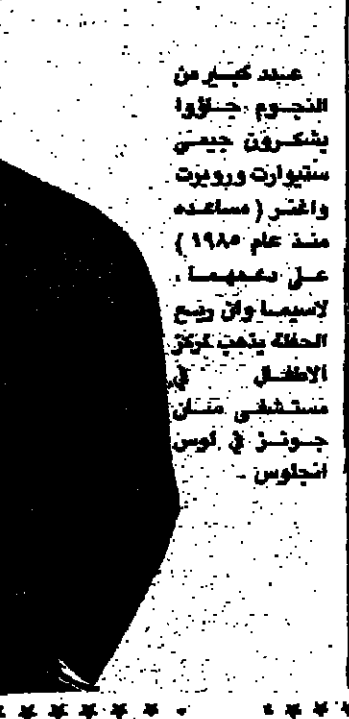 عدد كبير من
النجوم جاؤوا
يشكرون جيمي
ستيوارت وروبرت
واغنر ( مساعده
منذ عام ١٩٨٥ )
على دعمهما ،
لاسيما وان ريع
الحفلة يذهب لمركز
الاطفال في
مستشفى سان
جونز في لوس
انجلوس .